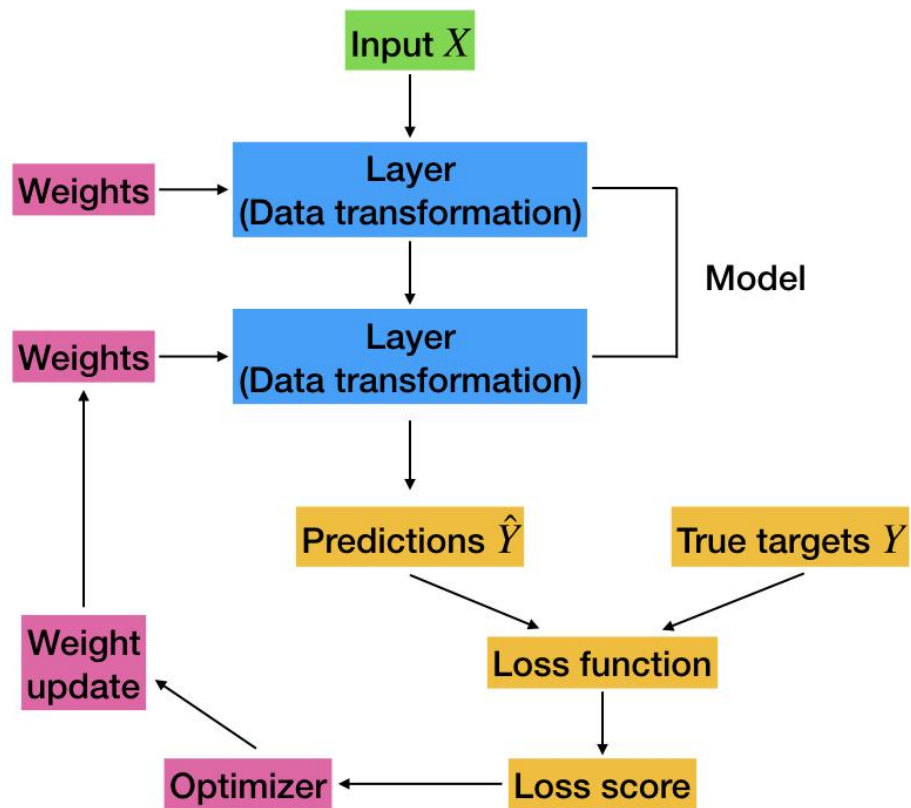 Input X
Layer
(Data transformation)
Weights
Model
Layer
(Data transformation)
Weights
Predictions Ŷ
True targets Y
Weight
update
Loss function
Optimizer
Loss score